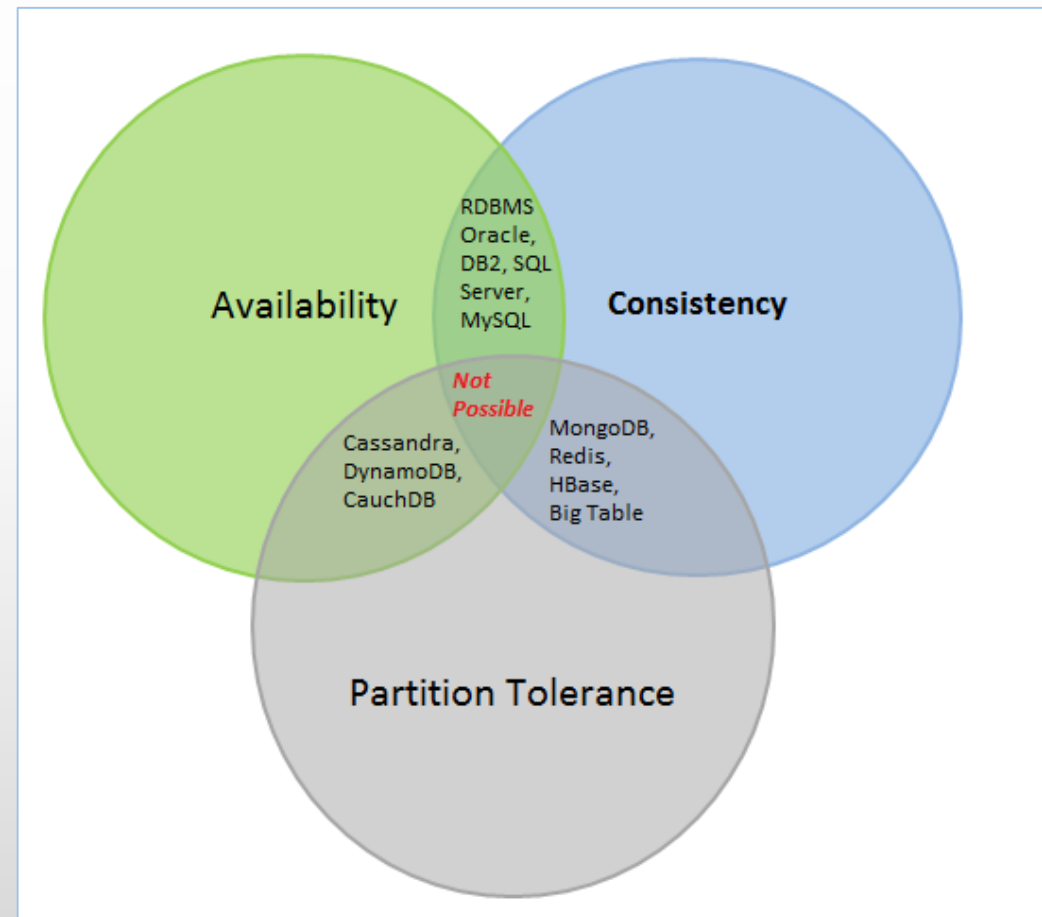 RDBMS
Oracle,
DB2, SQL
Server,
MySQL
Availability
Consistency
Not
Possible
Cassandra,
DynamoDB,
CauchDB
MongoDB,
Redis,
HBase,
Big Table
Partition Tolerance